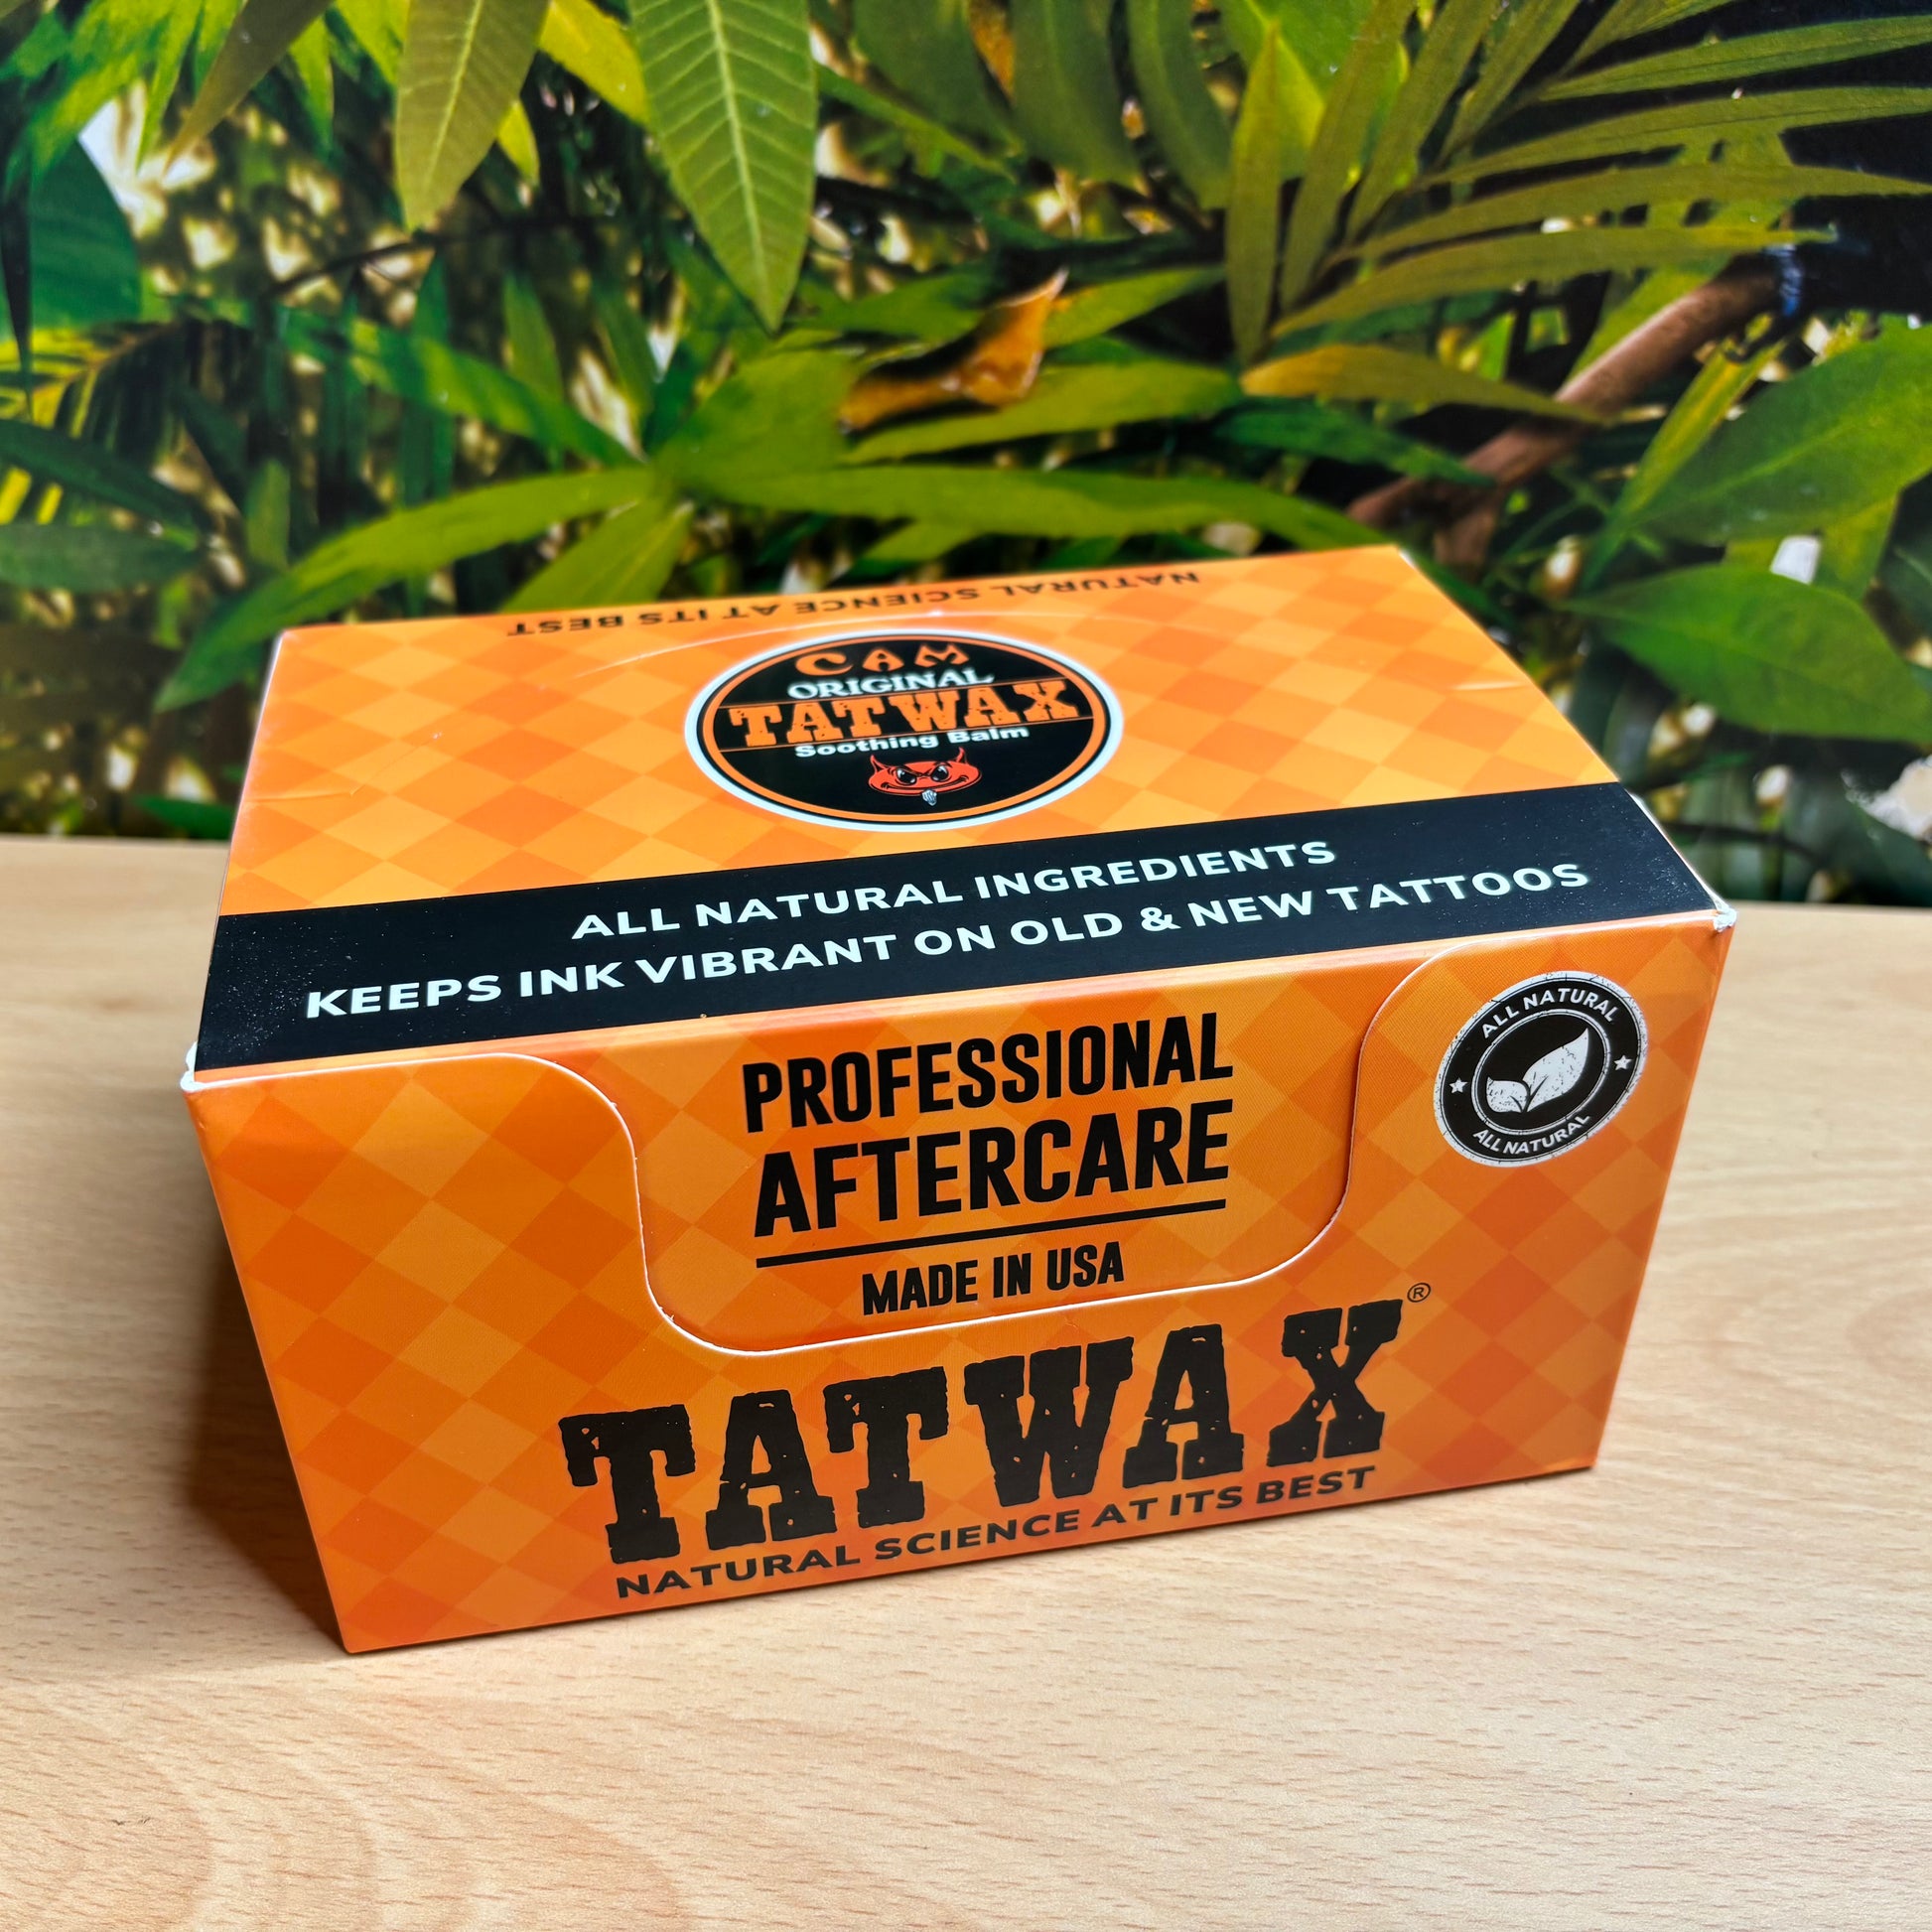 NATURAL SCIENCE AT ITS BEST
CAM
ORIGINAL
TATWAX
Soothing Balm
ALL NATURAL INGREDIENTS
KEEPS INK VIBRANT ON OLD & NEW TATTOOS
PROFESSIONAL
AFTERCARE
MADE IN USA
ALL NATURAL
ALL NATURAL
TATWAX®
NATURAL SCIENCE AT ITS BEST